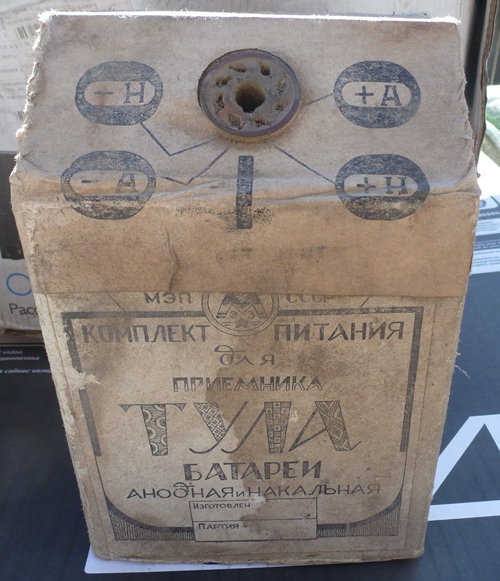 - Н
+ А
- А
+ Н
МЭП СССР
КОМПЛЕКТ ПИТАНИЯ
для
ПРИЕМНИКА
ТУЛА
БАТАРЕИ
АНОДНАЯ и НАКАЛЬНАЯ
Изготовлен
Партия